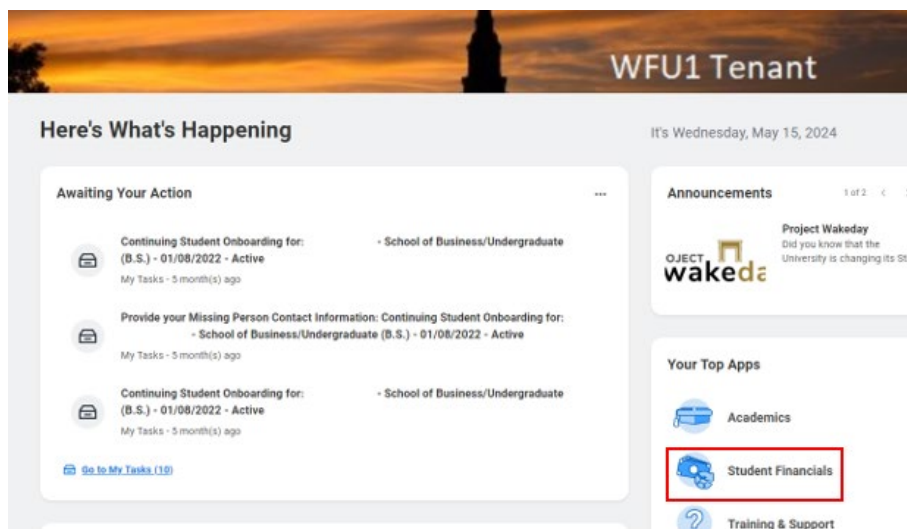 WFU1 Tenant
Here's What's Happening
It's Wednesday, May 15, 2024
Awaiting Your Action
Continuing Student Onboarding for: - School of Business/Undergraduate
(B.S.) - 01/08/2022 - Active
My Tasks - 5 month(s) ago
Provide your Missing Person Contact Information: Continuing Student Onboarding for:
- School of Business/Undergraduate (B.S.) - 01/08/2022 - Active
My Tasks - 5 month(s) ago
Continuing Student Onboarding for: - School of Business/Undergraduate
(B.S.) - 01/08/2022 - Active
My Tasks - 5 month(s) ago
Go to My Tasks (10)
Announcements
1 of 2
OJECT
wakeda
Project Wakeday
Did you know that the
University is changing its St
Your Top Apps
Academics
Student Financials
Training & Support